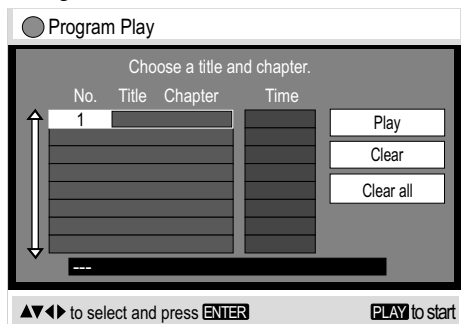 Program Play
Choose a title and chapter.
No. Title Chapter Time
1
Play
Clear
Clear all
---
▲▼◀▶ to select and press ENTER PLAY to start